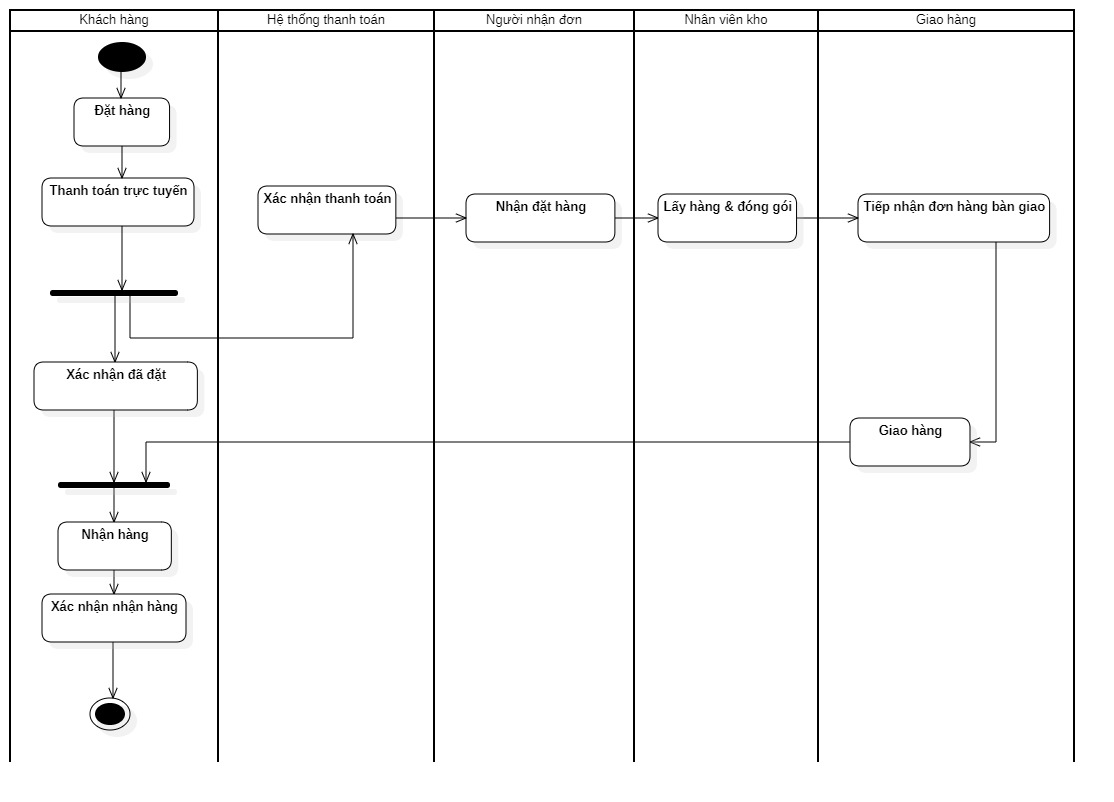 Khách hàng
Hệ thống thanh toán
Người nhận đơn
Nhân viên kho
Giao hàng
Đặt hàng
Thanh toán trực tuyến
Xác nhận thanh toán
Nhận đặt hàng
Lấy hàng & đóng gói
Tiếp nhận đơn hàng bàn giao
Xác nhận đã đặt
Giao hàng
Nhận hàng
Xác nhận nhận hàng